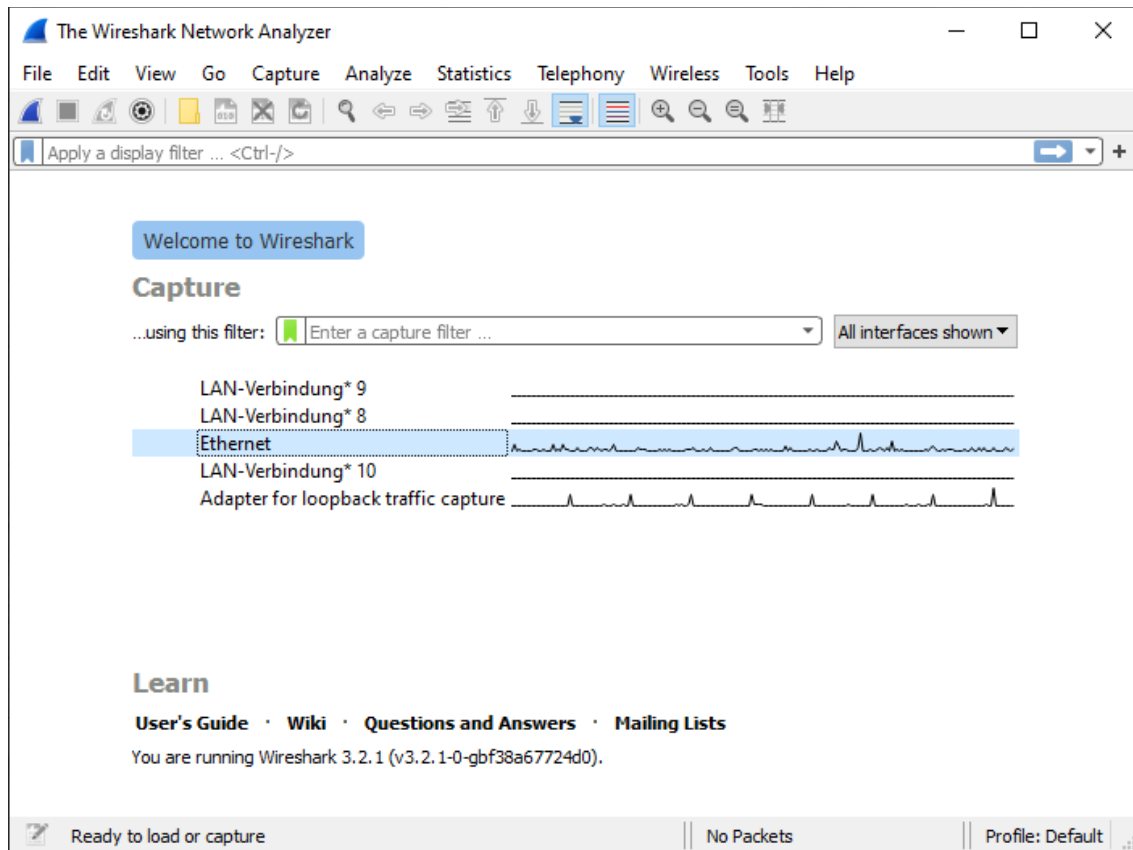 The Wireshark Network Analyzer
File Edit View Go Capture Analyze Statistics Telephony Wireless Tools Help
Apply a display filter ... <Ctrl-/>
Welcome to Wireshark
Capture
...using this filter: Enter a capture filter ... All interfaces shown
LAN-Verbindung* 9
LAN-Verbindung* 8
Ethernet
LAN-Verbindung* 10
Adapter for loopback traffic capture
Learn
User's Guide · Wiki · Questions and Answers · Mailing Lists
You are running Wireshark 3.2.1 (v3.2.1-0-gbf38a67724d0).
Ready to load or capture No Packets Profile: Default